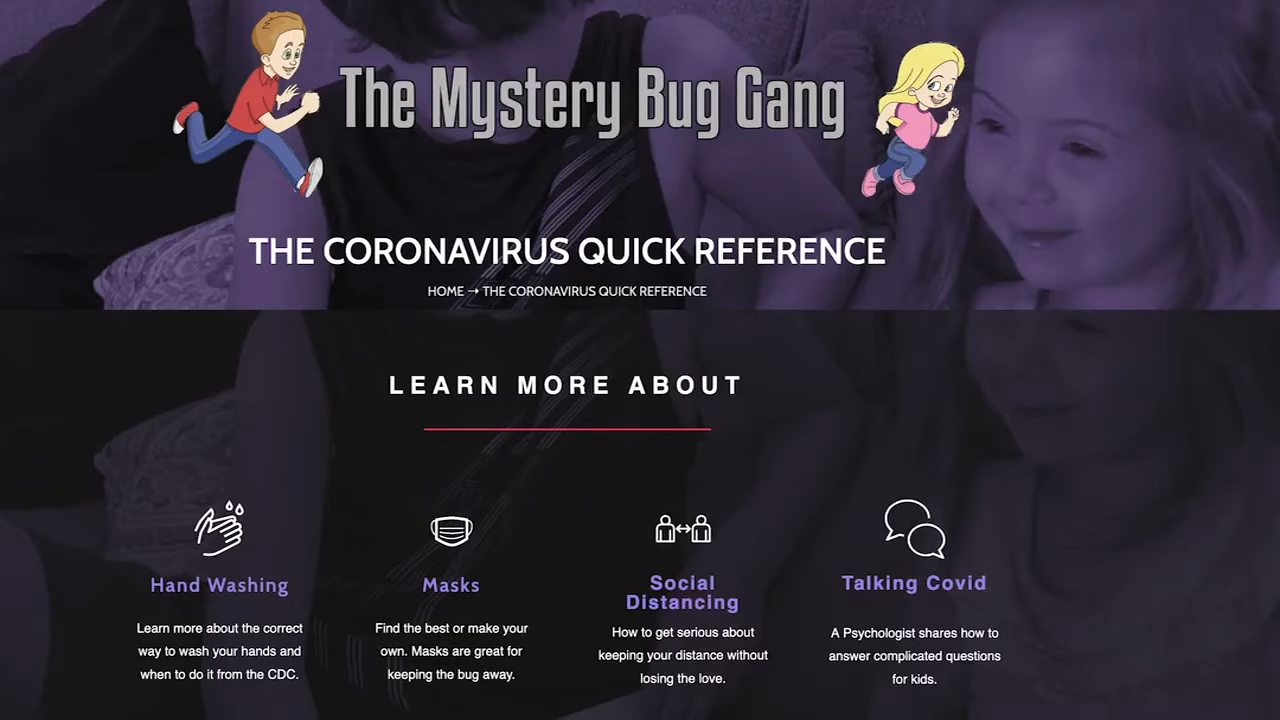 The Mystery Bug Gang
THE CORONAVIRUS QUICK REFERENCE
HOME → THE CORONAVIRUS QUICK REFERENCE
LEARN MORE ABOUT
Hand Washing
Learn more about the correct
way to wash your hands and
when to do it from the CDC.
Masks
Find the best or make your
own. Masks are great for
keeping the bug away.
Social
Distancing
How to get serious about
keeping your distance without
losing the love.
Talking Covid
A Psychologist shares how to
answer complicated questions
for kids.